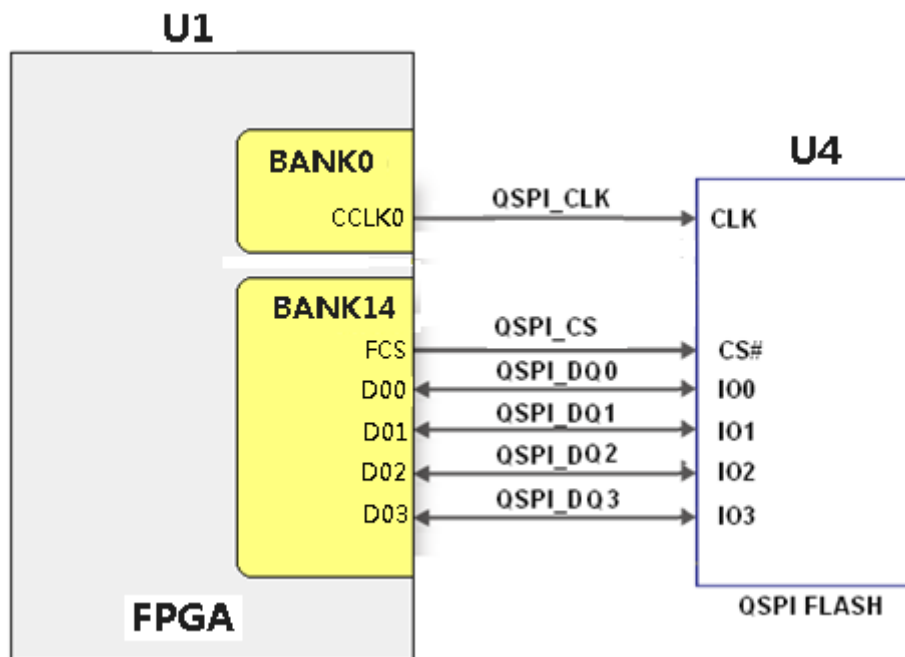 U1
U4
BANK0
CCLK0
QSPI_CLK
CLK
BANK14
FCS
QSPI_CS
CS#
D00
QSPI_DQ0
IO0
D01
QSPI_DQ1
IO1
D02
QSPI_DQ2
IO2
D03
QSPI_DQ3
IO3
FPGA
QSPI FLASH